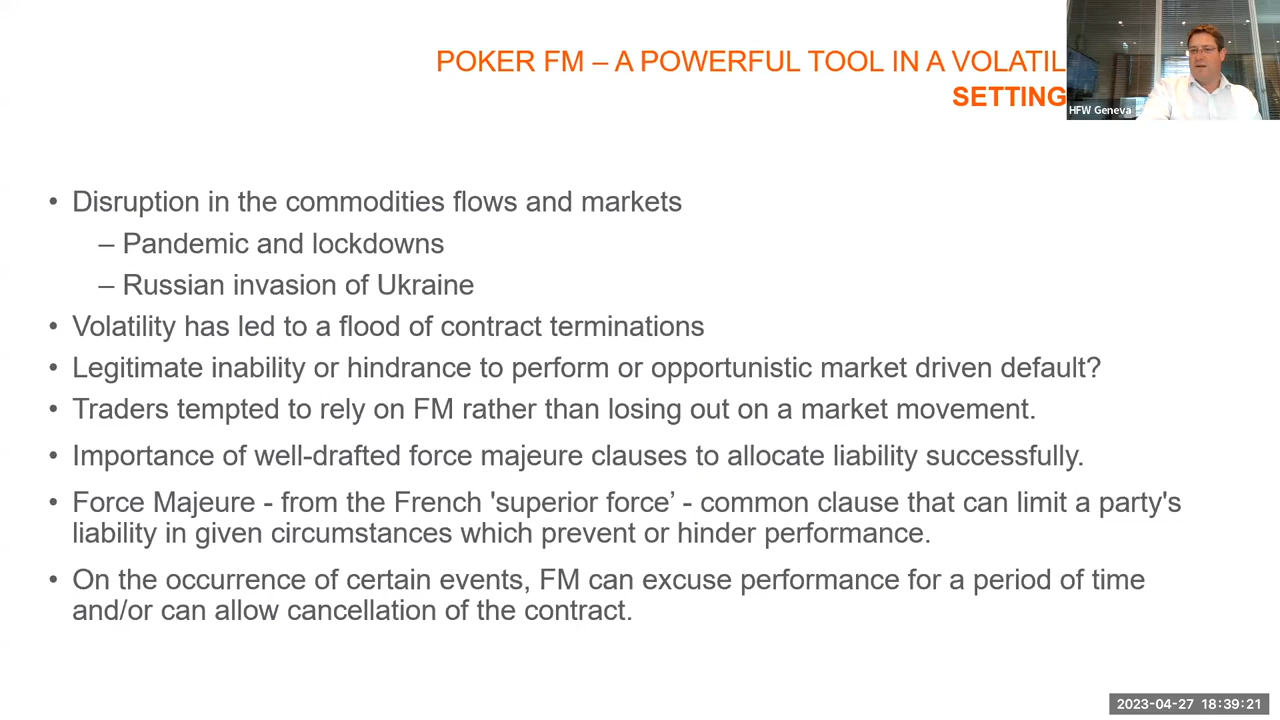 POKER FM – A POWERFUL TOOL IN A VOLATIL
SETTING
HFW Geneva
• Disruption in the commodities flows and markets
– Pandemic and lockdowns
– Russian invasion of Ukraine
• Volatility has led to a flood of contract terminations
• Legitimate inability or hindrance to perform or opportunistic market driven default?
• Traders tempted to rely on FM rather than losing out on a market movement.
• Importance of well-drafted force majeure clauses to allocate liability successfully.
• Force Majeure - from the French 'superior force’ - common clause that can limit a party's
liability in given circumstances which prevent or hinder performance.
• On the occurrence of certain events, FM can excuse performance for a period of time
and/or can allow cancellation of the contract.
2023-04-27 18:39:21